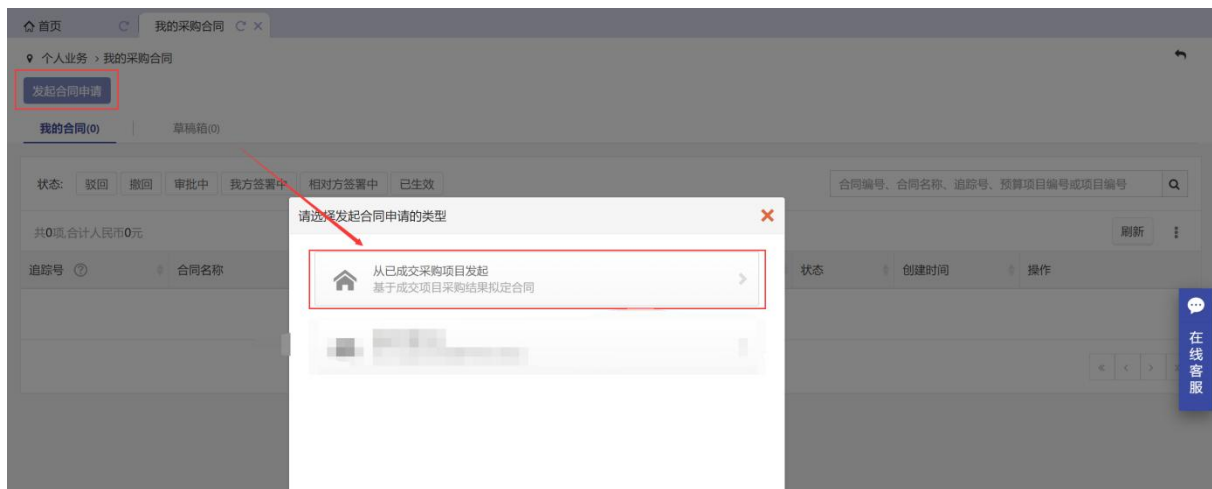 首页
我的采购合同
个人业务 > 我的采购合同
发起合同申请
我的合同(0)
草稿箱(0)
状态: 驳回 撤回 审批中 我方签署中 相对方签署中 已生效
合同编号、合同名称、追踪号、预算项目编号或项目编号
请选择发起合同申请的类型
共0项,合计人民币0元
刷新
从已成交采购项目发起
基于成交项目采购结果拟定合同
追踪号 合同名称 状态 创建时间 操作
在线客服